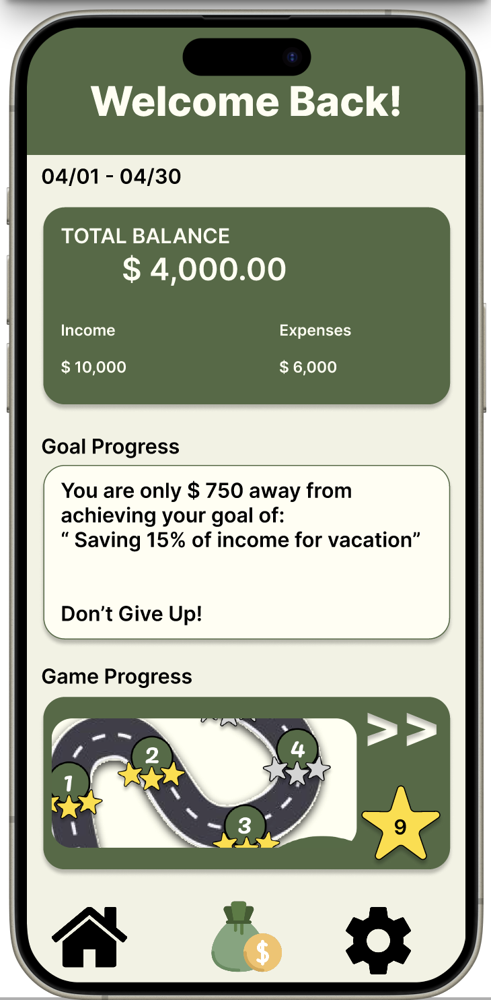 Welcome Back!
04/01 - 04/30
TOTAL BALANCE
$ 4,000.00
Income Expenses
$ 10,000 $ 6,000
Goal Progress
You are only $ 750 away from
achieving your goal of:
“ Saving 15% of income for vacation”
Don’t Give Up!
Game Progress
>>
1
2
3
4
9
$